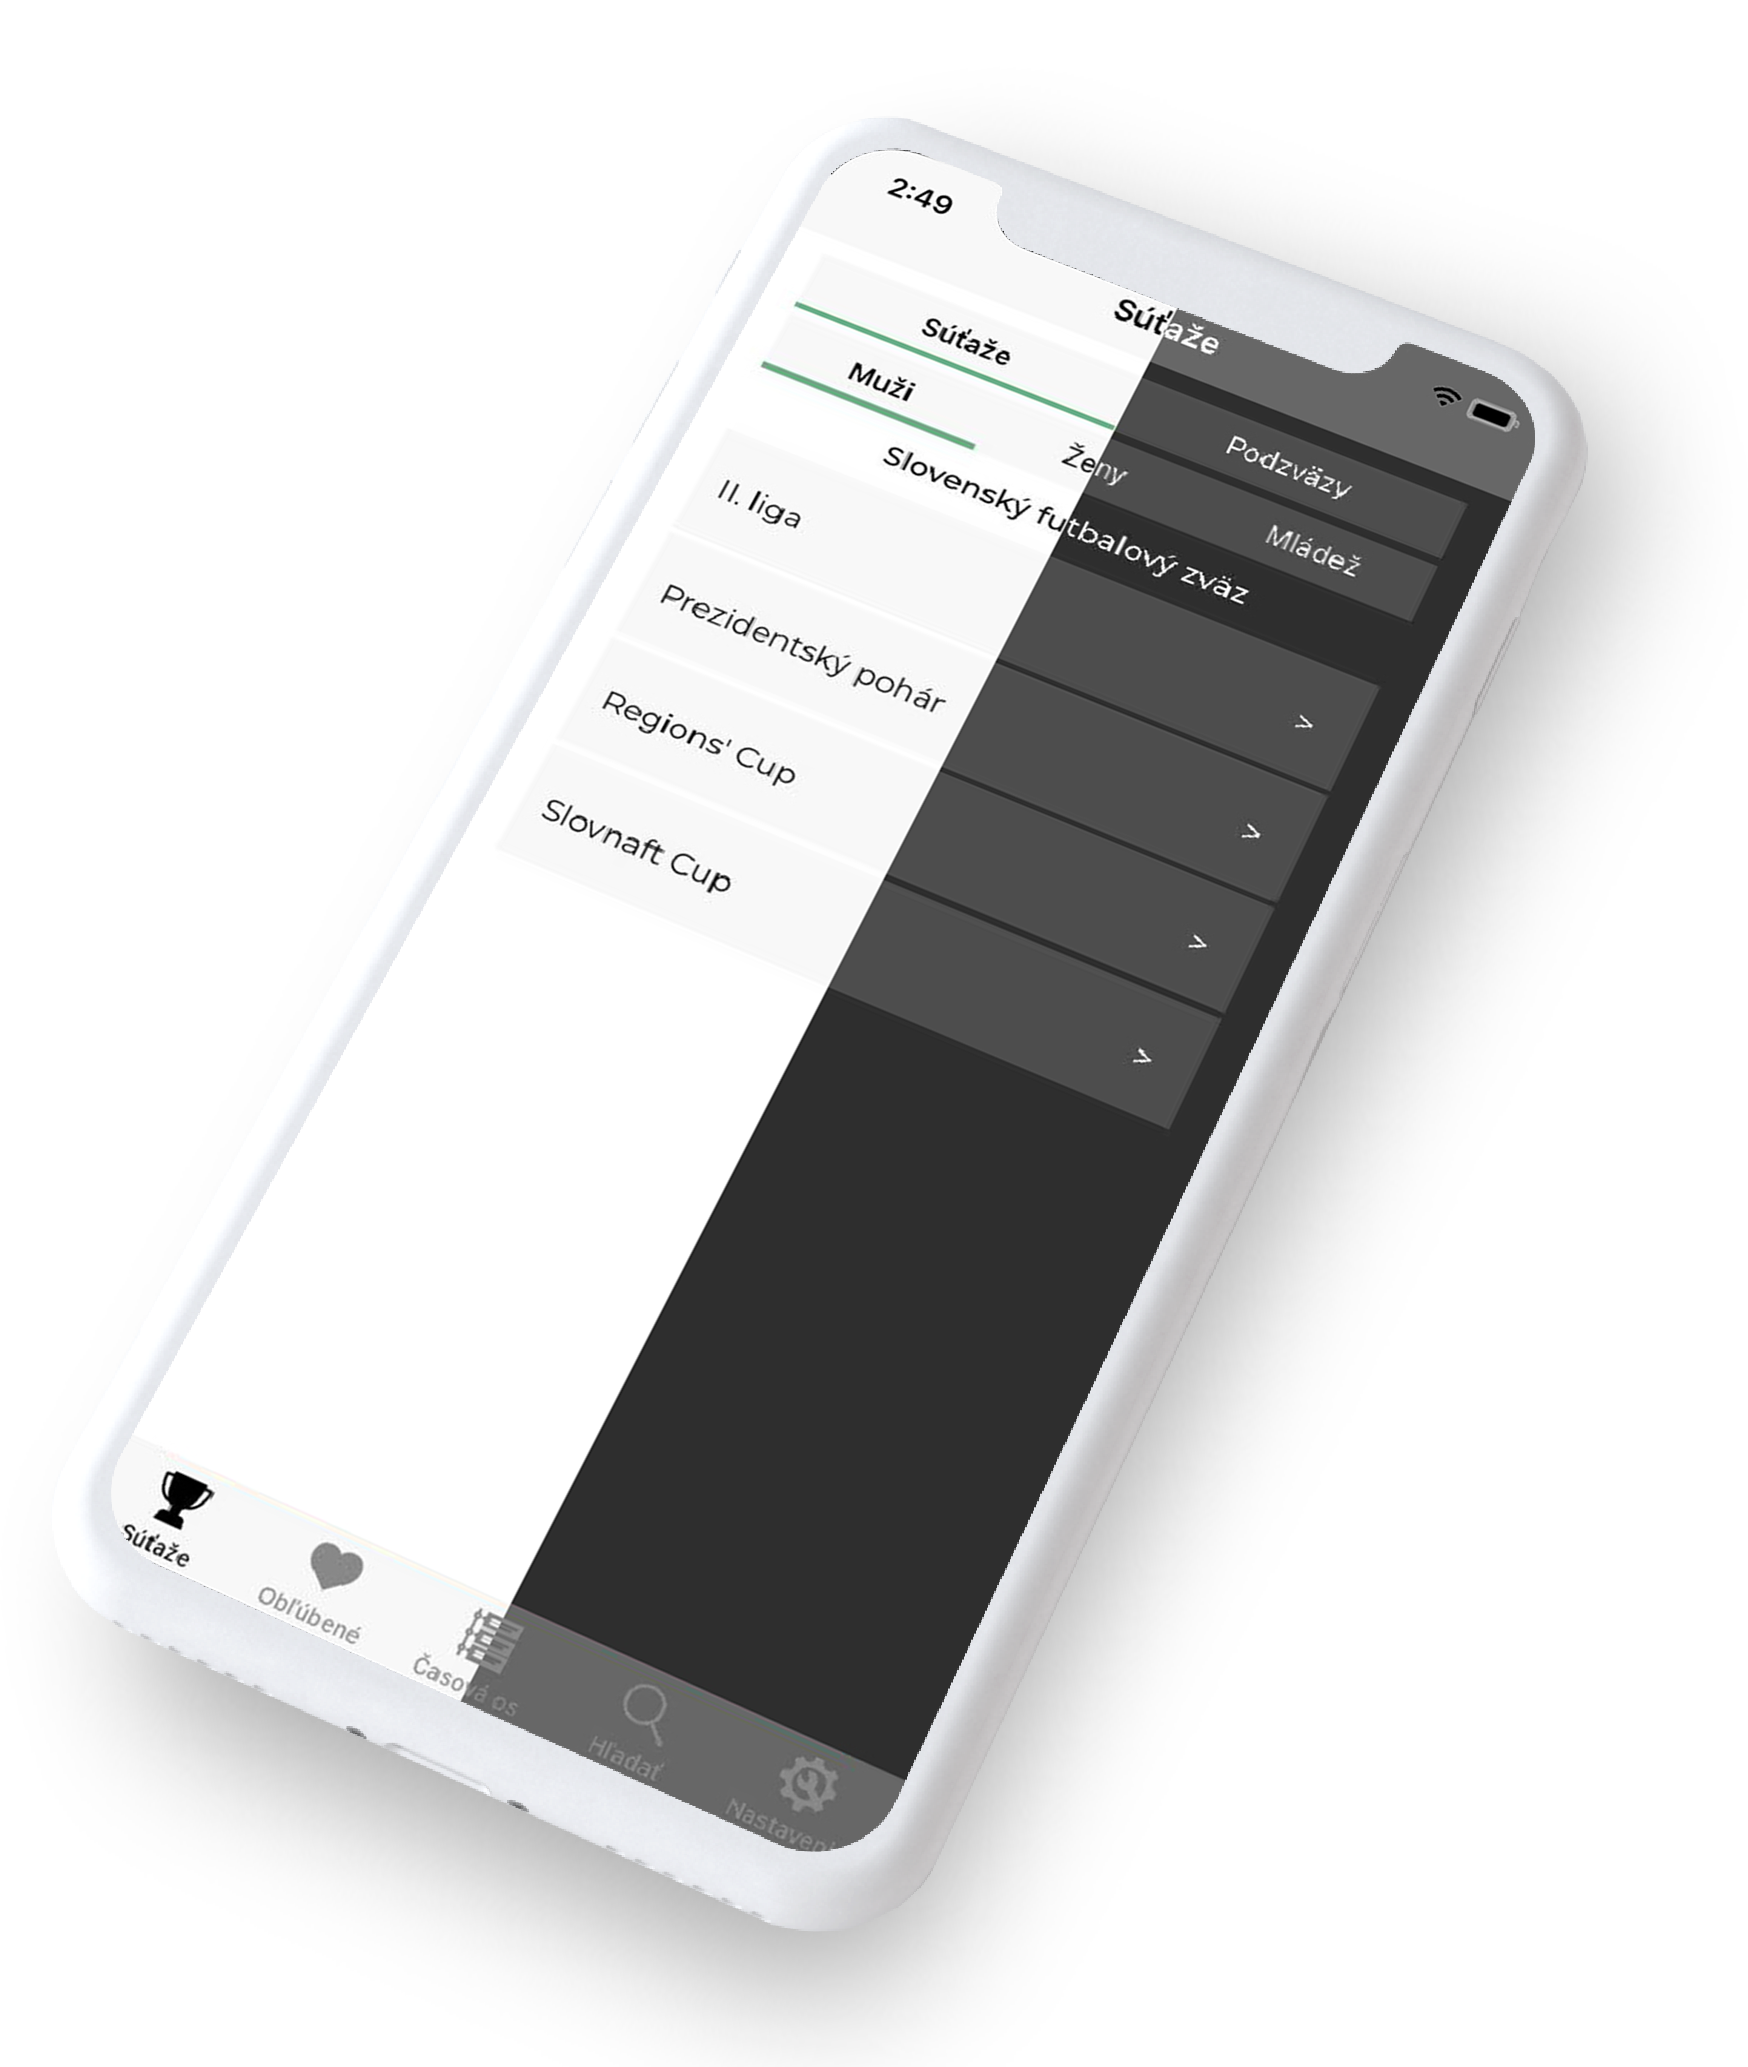 2:49
Súťaže
Súťaže
Podzväzy
Muži
Ženy
Mládež
Slovenský futbalový zväz
II. liga
>
Prezidentský pohár
>
Regions' Cup
>
Slovnaft Cup
>
Súťaže
Obľúbené
Časová os
Hľadať